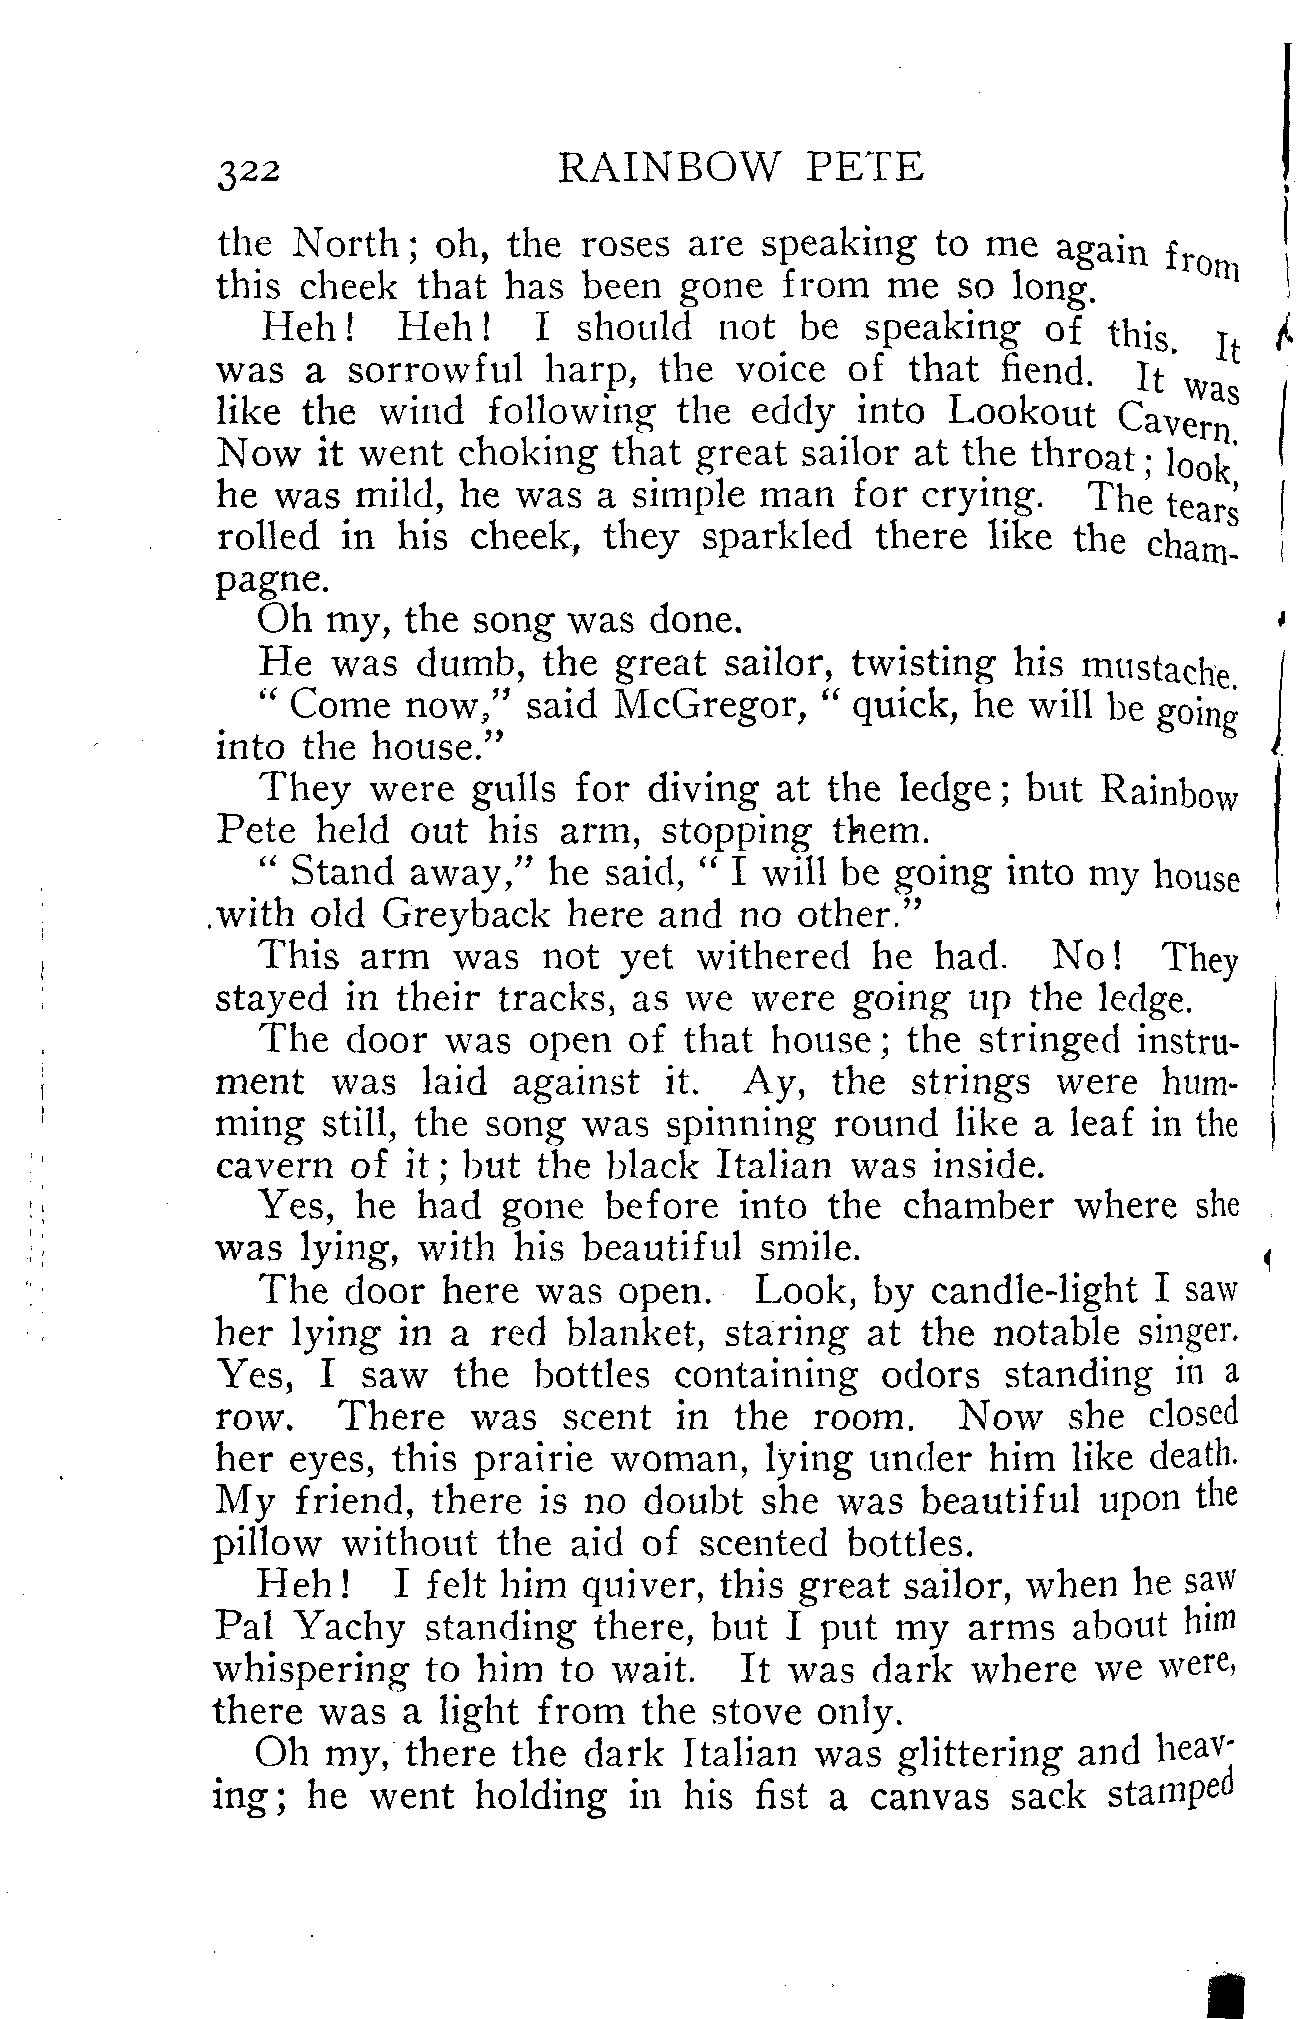 322 RAINBOW PETE
the North; oh, the roses are speaking to me again from
this cheek that has been gone from me so long.
Heh! Heh! I should not be speaking of this. It
was a sorrowful harp, the voice of that fiend. It was
like the wind following the eddy into Lookout Cavern.
Now it went choking that great sailor at the throat; look,
he was mild, he was a simple man for crying. The tears
rolled in his cheek, they sparkled there like the cham-
pagne.
Oh my, the song was done.
He was dumb, the great sailor, twisting his mustache.
“ Come now,” said McGregor, “ quick, he will be going
into the house.”
They were gulls for diving at the ledge; but Rainbow
Pete held out his arm, stopping them.
“ Stand away,” he said, “ I will be going into my house
with old Greyback here and no other.”
This arm was not yet withered he had. No! They
stayed in their tracks, as we were going up the ledge.
The door was open of that house; the stringed instru-
ment was laid against it. Ay, the strings were hum-
ming still, the song was spinning round like a leaf in the
cavern of it; but the black Italian was inside.
Yes, he had gone before into the chamber where she
was lying, with his beautiful smile.
The door here was open. Look, by candle-light I saw
her lying in a red blanket, staring at the notable singer.
Yes, I saw the bottles containing odors standing in a
row. There was scent in the room. Now she closed
her eyes, this prairie woman, lying under him like death.
My friend, there is no doubt she was beautiful upon the
pillow without the aid of scented bottles.
Heh! I felt him quiver, this great sailor, when he saw
Pal Yachy standing there, but I put my arms about him
whispering to him to wait. It was dark where we were,
there was a light from the stove only.
Oh my, there the dark Italian was glittering and heav-
ing; he went holding in his fist a canvas sack stamped